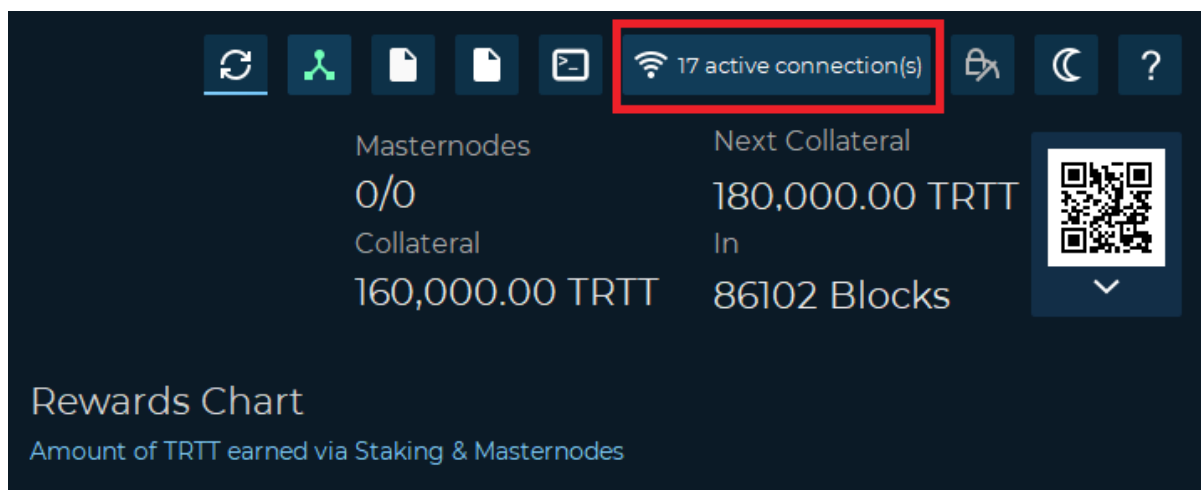 17 active connection(s)
?
Masternodes
0/0
Collateral
160,000.00 TRTT
Next Collateral
180,000.00 TRTT
In
86102 Blocks
Rewards Chart
Amount of TRTT earned via Staking & Masternodes